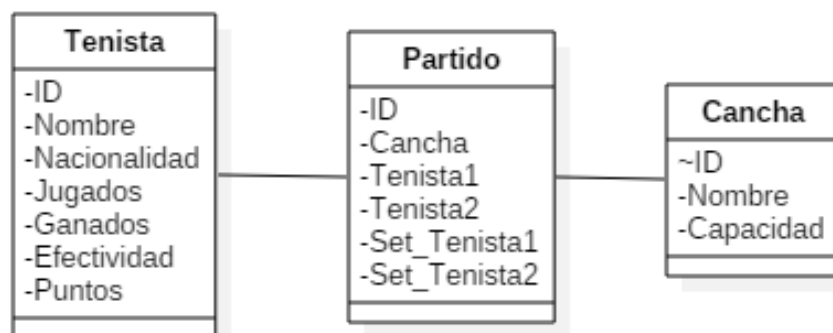 Tenista
-ID
-Nombre
-Nacionalidad
-Jugados
-Ganados
-Efectividad
-Puntos
Partido
-ID
-Cancha
-Tenista1
-Tenista2
-Set_Tenista1
-Set_Tenista2
Cancha
~ID
-Nombre
-Capacidad